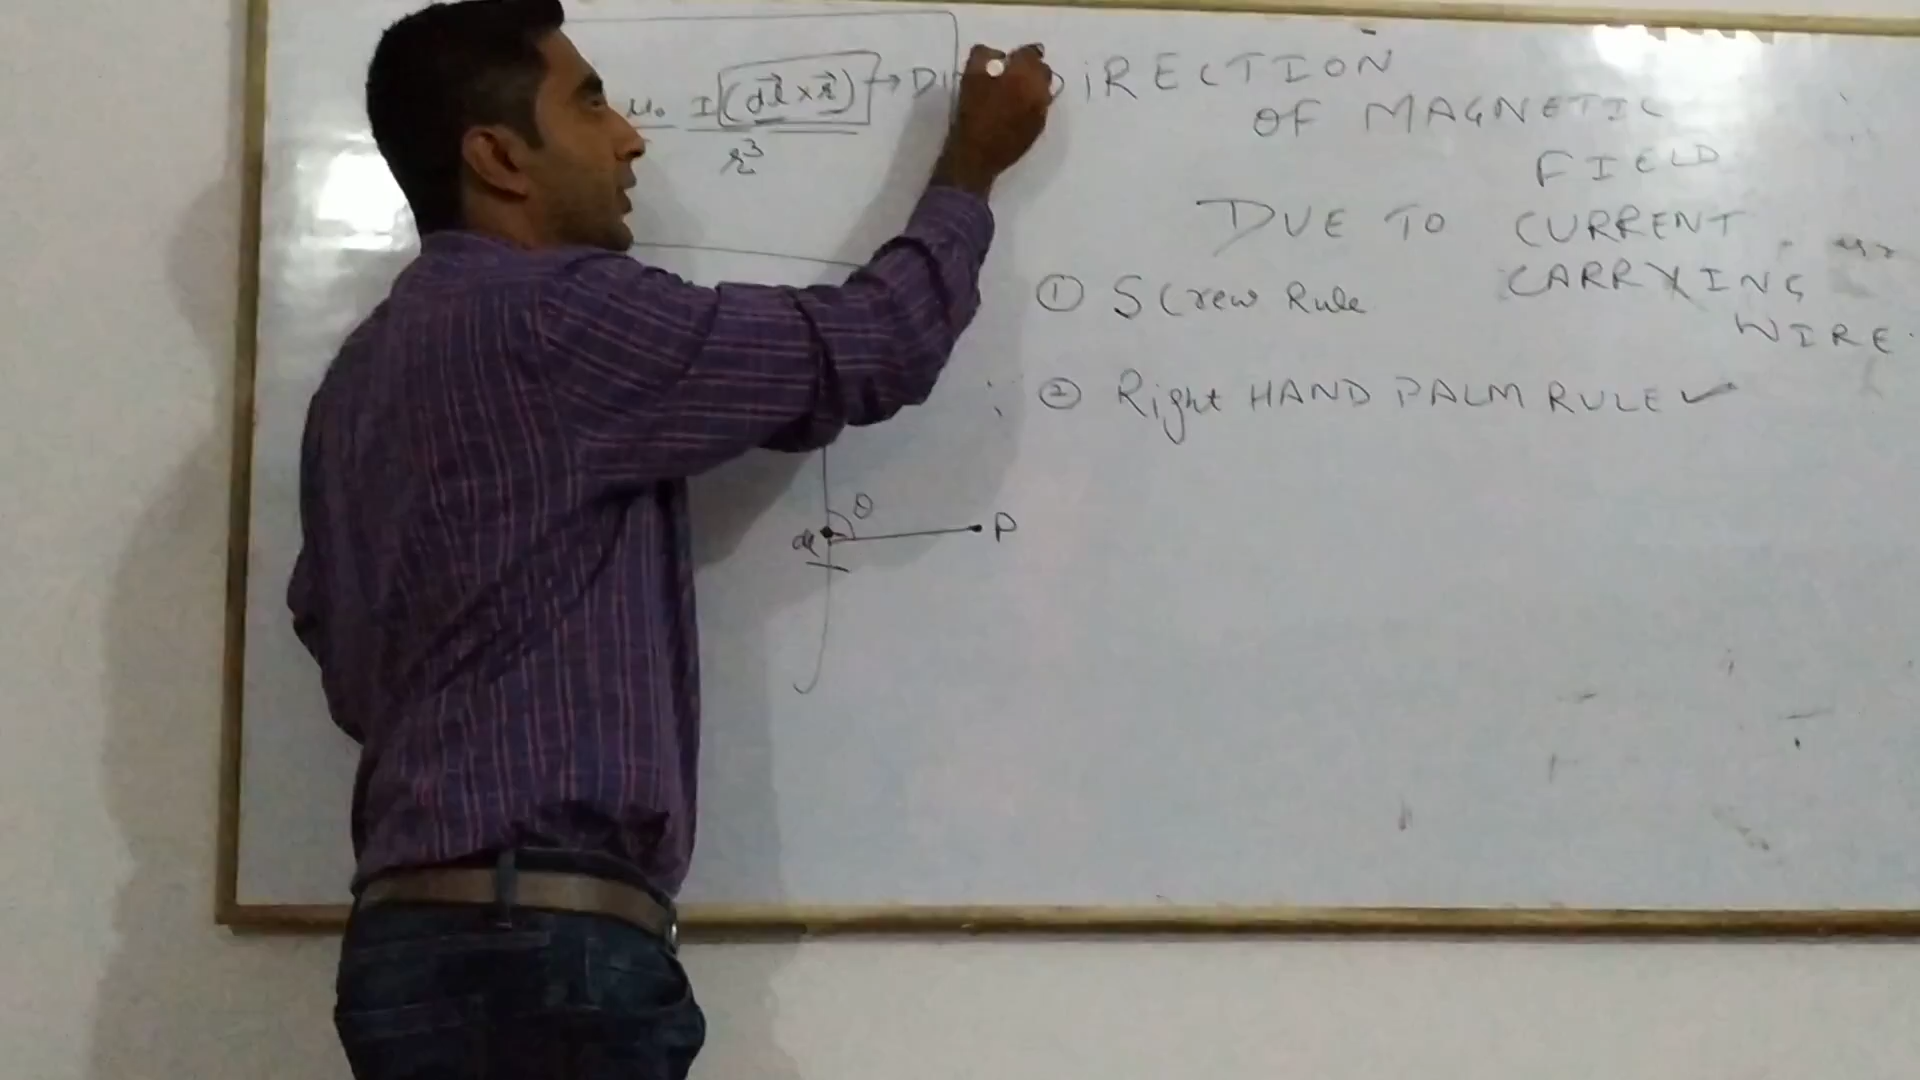 μ₀ I (dl × r) → Di
r³
DIRECTION
OF MAGNETIC
FIELD
DUE TO CURRENT
CARRYING
WIRE.
① Screw Rule
② Right HAND PALM RULE ✓
θ
dl
P